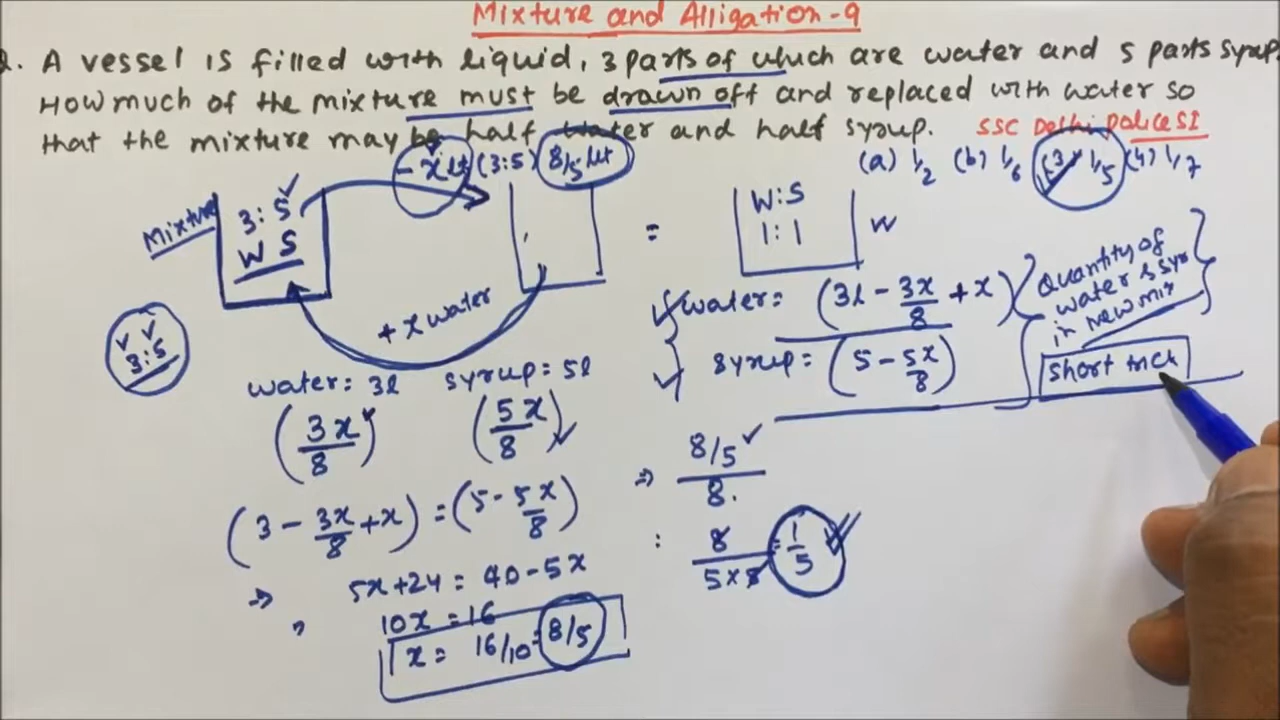 Mixture and Alligation-9
Q. A vessel is filled with liquid, 3 parts of which are water and 5 parts syrup.
How much of the mixture must be drawn off and replaced with water so
that the mixture may be half water and half syrup. SSC Delhi Police SI
(a) 1/2 (b) 1/6 (3) 1/5 (4) 1/7
- x lt (3:5) 8/5 lt
Mixture
3:5
W S
+ x water
=
W:S
1:1
W
3:5
water: 3l syrup: 5l
(3x/8) (5x/8)
(3 - 3x/8 + x) = (5 - 5x/8)
⇒ 5x+24 = 40-5x
10x = 16
x = 16/10 = 8/5
water = (3l - 3x/8 + x)
syrup = (5 - 5x/8)
Quantity of
water & syr
in new mix
Short trick
⇒ 8/5 / 8.
: 8 / 5×8 = 1/5